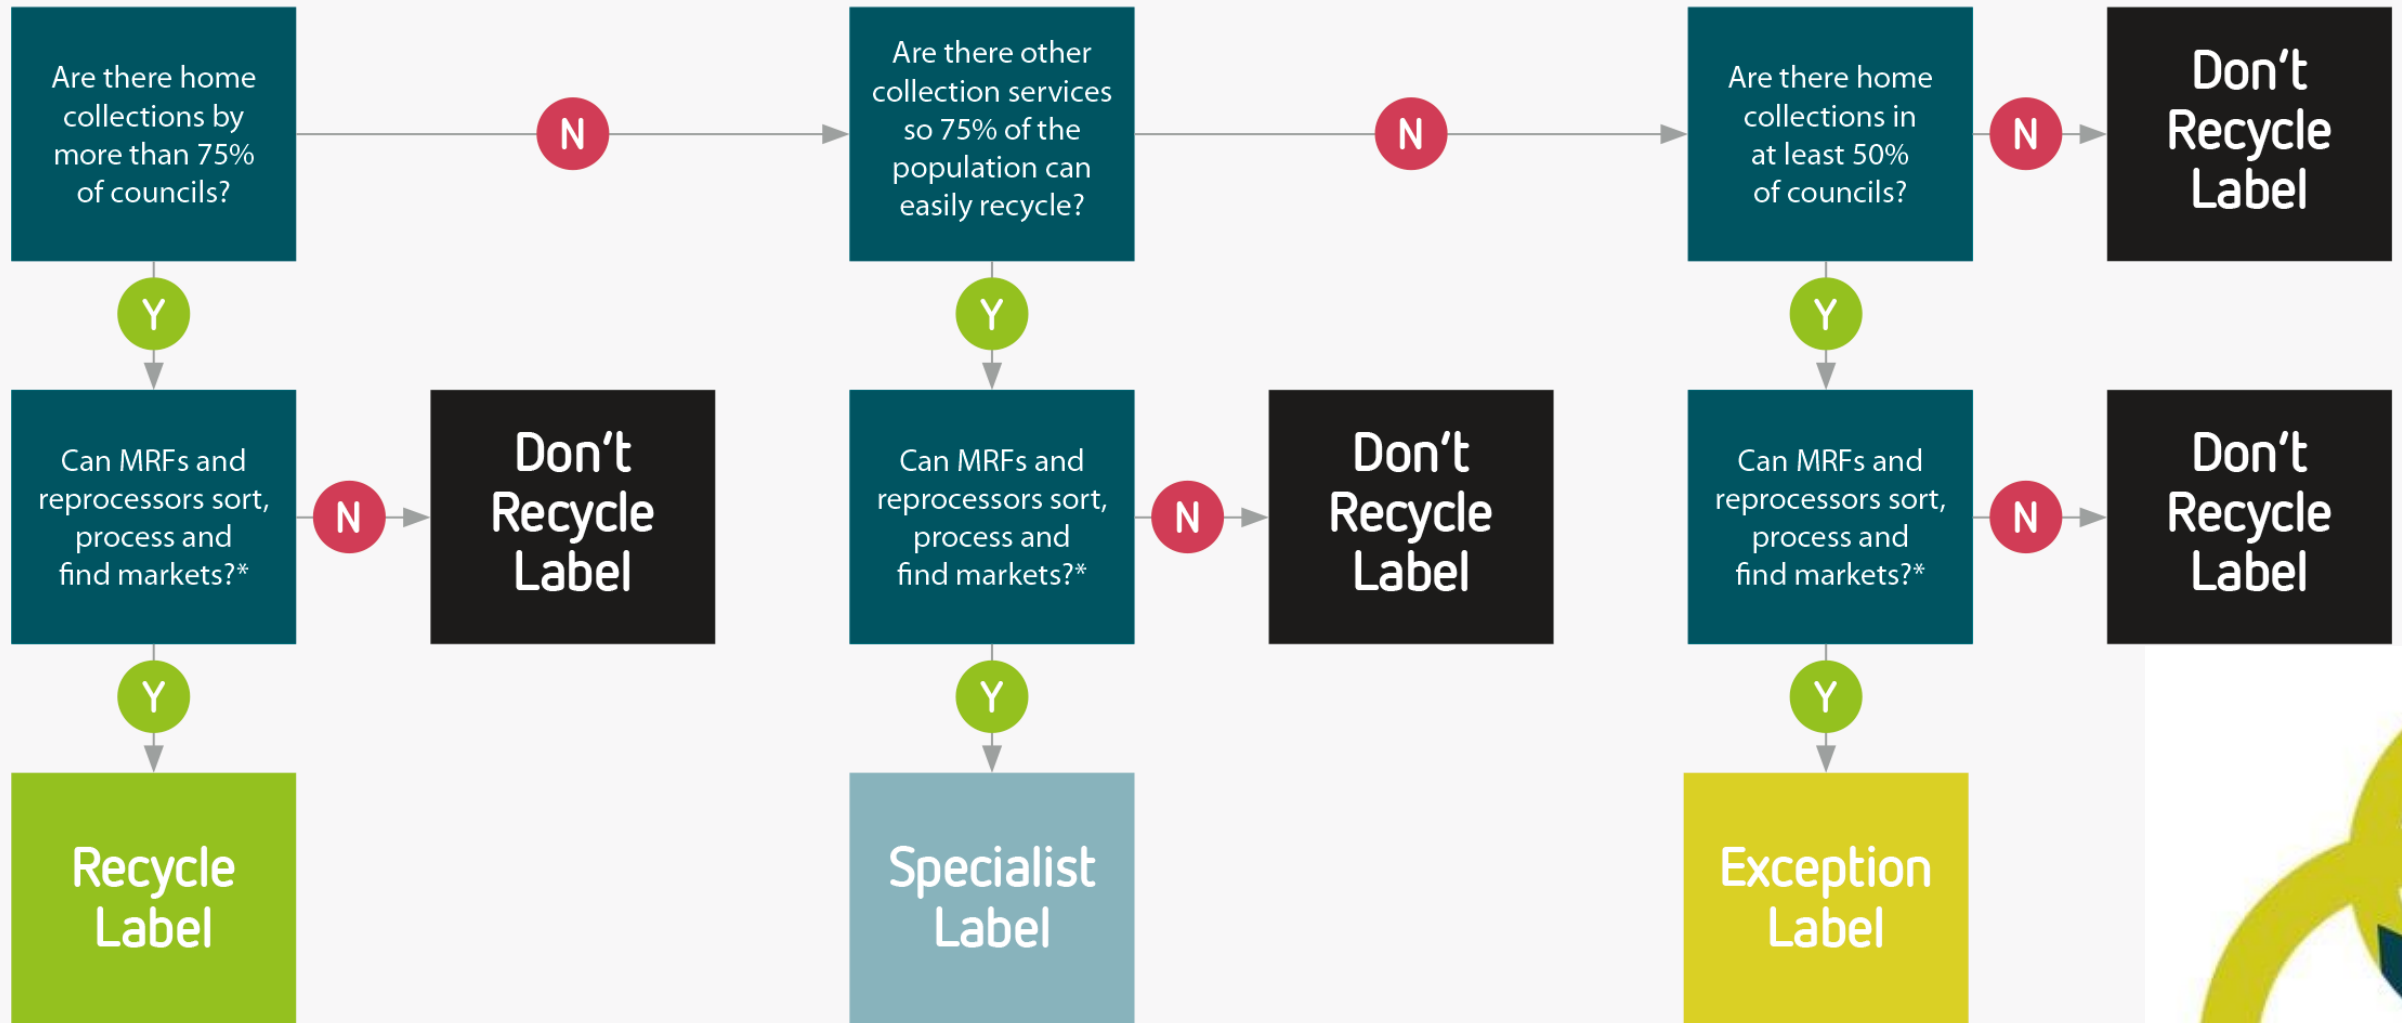 Are there home
collections by
more than 75%
of councils?
N
Are there other
collection services
so 75% of the
population can
easily recycle?
N
Are there home
collections in
at least 50%
of councils?
N
Don't
Recycle
Label
Y
Y
Y
Can MRFs and
reprocessors sort,
process and
find markets?*
N
Don't
Recycle
Label
Can MRFs and
reprocessors sort,
process and
find markets?*
N
Don't
Recycle
Label
Can MRFs and
reprocessors sort,
process and
find markets?*
N
Don't
Recycle
Label
Y
Y
Y
Recycle
Label
Specialist
Label
Exception
Label